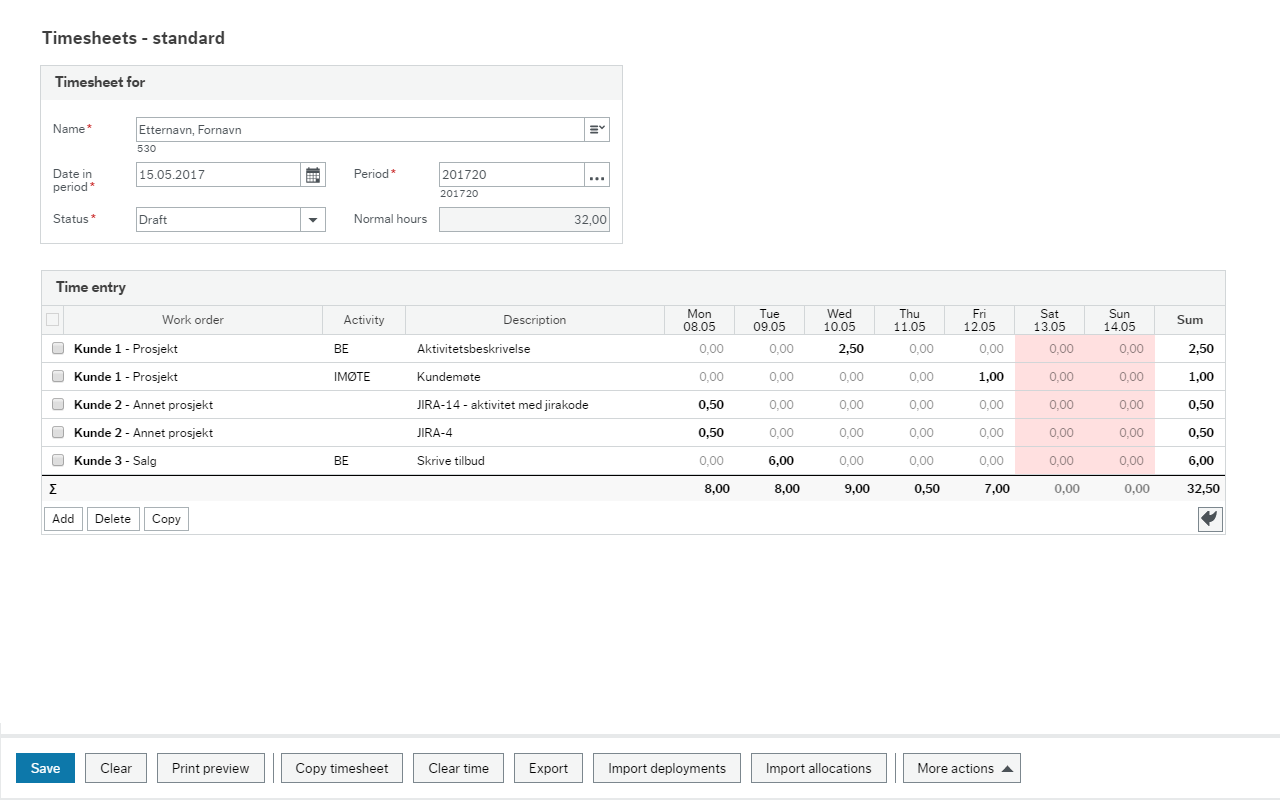 Timesheets - standard
Timesheet for
Name* Etternavn, Fornavn
530
Date in period* 15.05.2017 Period* 201720 ...
201720
Status* Draft Normal hours 32,00
Time entry
Work order Activity Description Mon 08.05 Tue 09.05 Wed 10.05 Thu 11.05 Fri 12.05 Sat 13.05 Sun 14.05 Sum
Kunde 1 - Prosjekt BE Aktivitetsbeskrivelse 0,00 0,00 2,50 0,00 0,00 0,00 0,00 2,50
Kunde 1 - Prosjekt IMØTE Kundemøte 0,00 0,00 0,00 0,00 1,00 0,00 0,00 1,00
Kunde 2 - Annet prosjekt JIRA-14 - aktivitet med jirakode 0,50 0,00 0,00 0,00 0,00 0,00 0,00 0,50
Kunde 2 - Annet prosjekt JIRA-4 0,50 0,00 0,00 0,00 0,00 0,00 0,00 0,50
Kunde 3 - Salg BE Skrive tilbud 0,00 6,00 0,00 0,00 0,00 0,00 0,00 6,00
Σ 8,00 8,00 9,00 0,50 7,00 0,00 0,00 32,50
Add Delete Copy
Save Clear Print preview Copy timesheet Clear time Export Import deployments Import allocations More actions